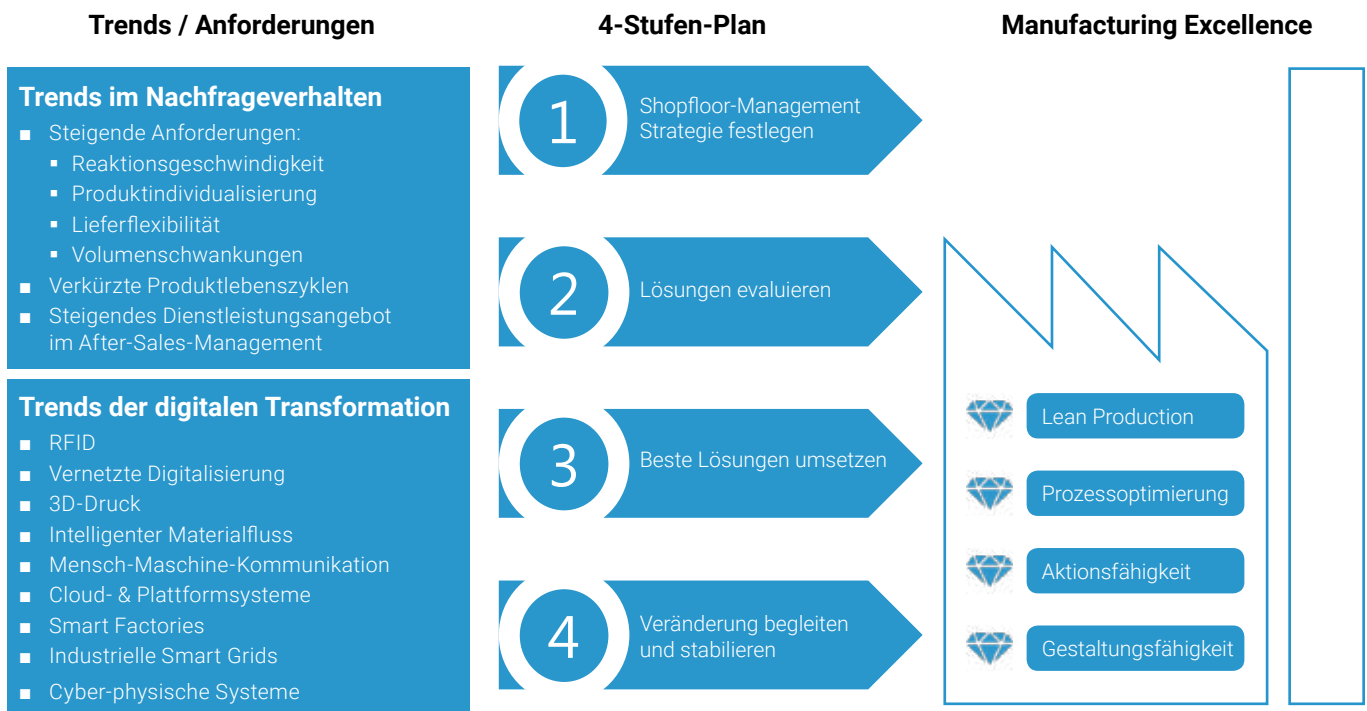 Trends / Anforderungen
4-Stufen-Plan
Manufacturing Excellence
Trends im Nachfrageverhalten
■ Steigende Anforderungen:
▪ Reaktionsgeschwindigkeit
▪ Produktindividualisierung
▪ Lieferflexibilität
▪ Volumenschwankungen
■ Verkürzte Produktlebenszyklen
■ Steigendes Dienstleistungsangebot
im After-Sales-Management
Trends der digitalen Transformation
■ RFID
■ Vernetzte Digitalisierung
■ 3D-Druck
■ Intelligenter Materialfluss
■ Mensch-Maschine-Kommunikation
■ Cloud- & Plattformsysteme
■ Smart Factories
■ Industrielle Smart Grids
■ Cyber-physische Systeme
1
Shopfloor-Management
Strategie festlegen
2
Lösungen evaluieren
3
Beste Lösungen umsetzen
4
Veränderung begleiten
und stabilieren
Lean Production
Prozessoptimierung
Aktionsfähigkeit
Gestaltungsfähigkeit